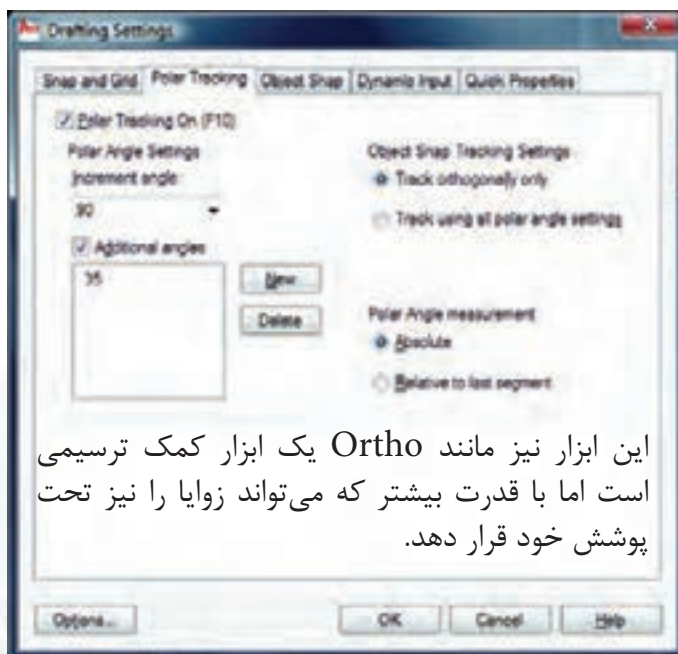 Drafting Settings
Snap and Grid Polar Tracking Object Snap Dynamic Input Quick Properties
Polar Tracking On (F10)
Polar Angle Settings
Increment angle:
90
Additional angles
35
New
Delete
Object Snap Tracking Settings
Track orthogonally only
Track using all polar angle settings
Polar Angle measurement
Absolute
Relative to last segment
این ابزار نیز مانند Ortho یک ابزار کمک ترسیمی
است اما با قدرت بیشتر که می‌تواند زوایا را نیز تحت
پوشش خود قرار دهد.
Options... OK Cancel Help